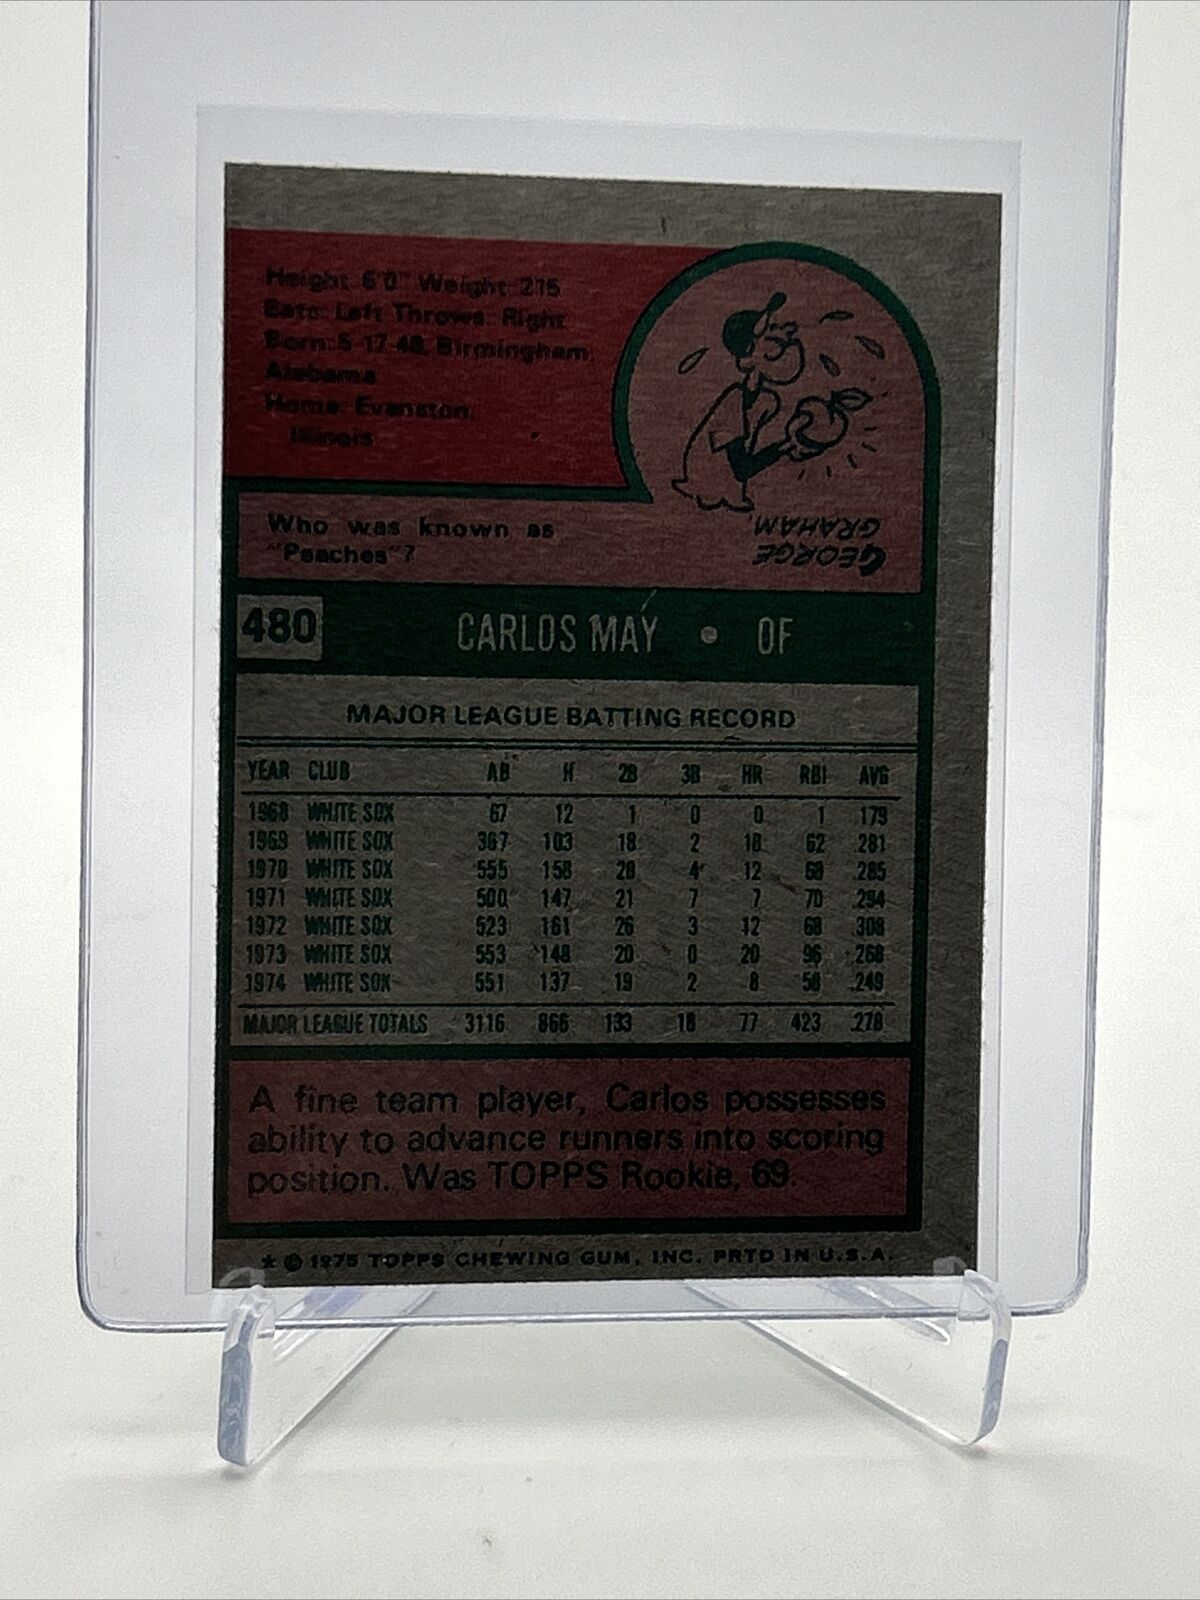 Height: 6'0" Weight: 215
Bats: Left Throws: Right
Born: 5-17-48, Birmingham,
Alabama
Home: Evanston,
Illinois
Who was known as
"Peaches"?
GEORGE
GRAHAM.
480 CARLOS MAY • OF
MAJOR LEAGUE BATTING RECORD
YEAR CLUB AB H 2B 3B HR RBI AVG
1968 WHITE SOX 67 12 1 0 0 1 .179
1969 WHITE SOX 367 103 18 2 18 62 .281
1970 WHITE SOX 555 158 28 4 12 68 .285
1971 WHITE SOX 500 147 21 7 7 70 .294
1972 WHITE SOX 523 161 26 3 12 68 .308
1973 WHITE SOX 553 148 20 0 20 96 .268
1974 WHITE SOX 551 137 19 2 8 58 .249
MAJOR LEAGUE TOTALS 3116 866 133 18 77 423 .278
A fine team player, Carlos possesses
ability to advance runners into scoring
position. Was TOPPS Rookie, 69.
* © 1975 TOPPS CHEWING GUM, INC. PRTD IN U.S.A.